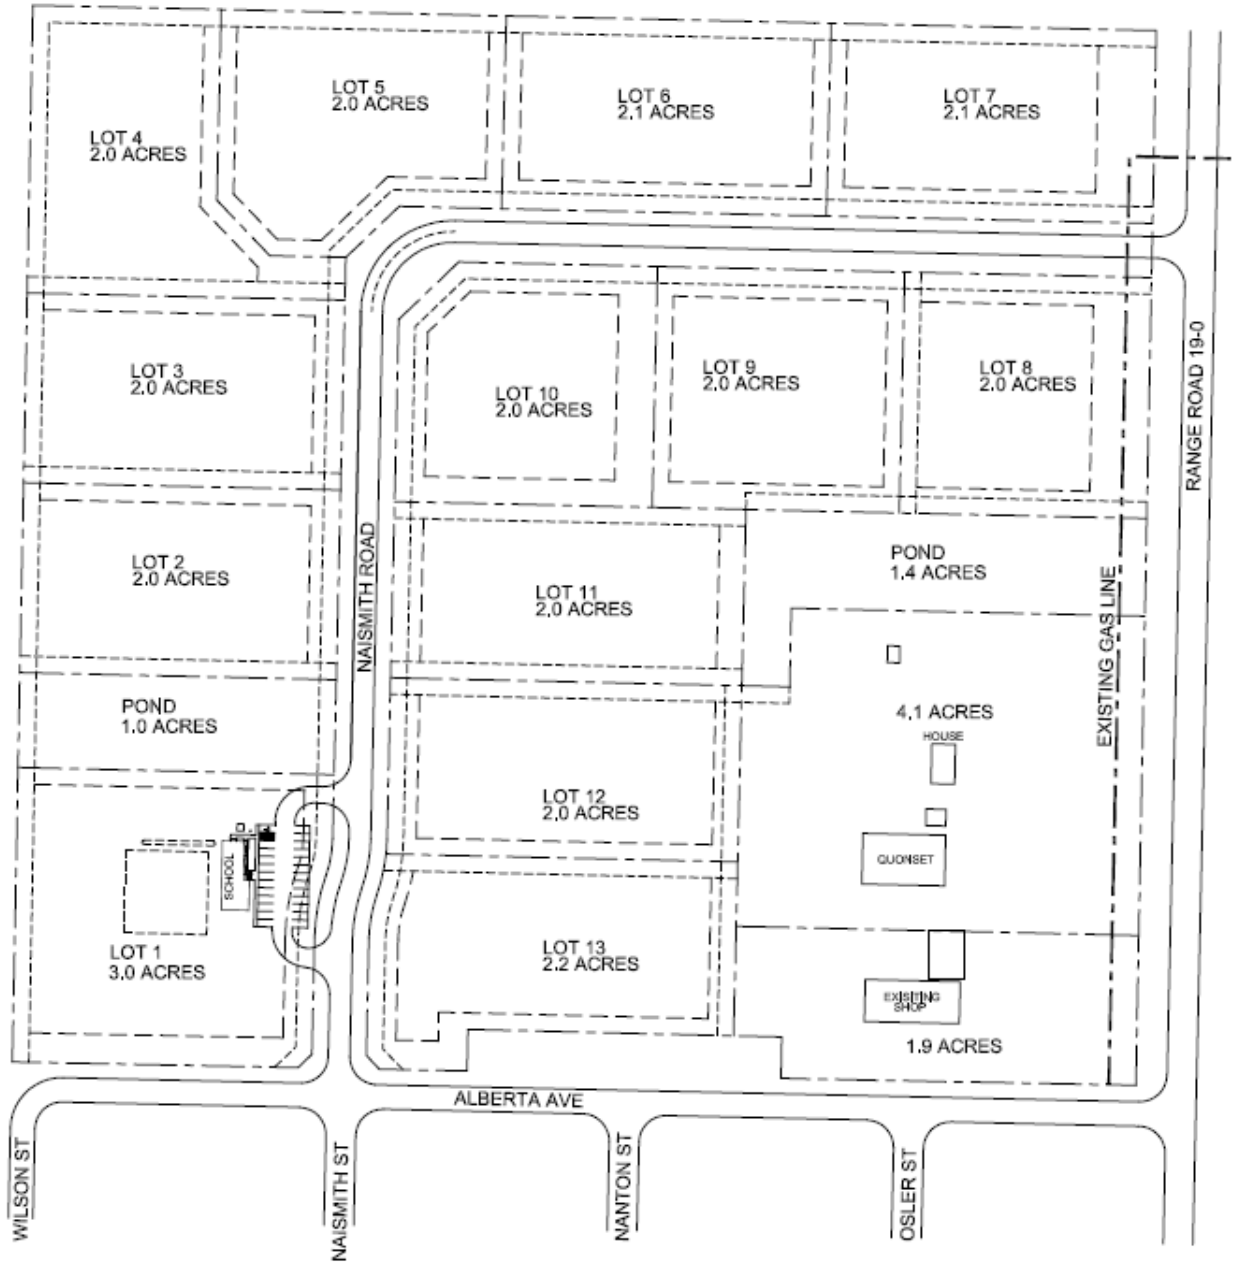 LOT 5
2.0 ACRES
LOT 6
2.1 ACRES
LOT 7
2.1 ACRES
LOT 4
2.0 ACRES
LOT 3
2.0 ACRES
LOT 10
2.0 ACRES
LOT 9
2.0 ACRES
LOT 8
2.0 ACRES
RANGE ROAD 19-0
LOT 2
2.0 ACRES
NAISMITH ROAD
LOT 11
2.0 ACRES
POND
1.4 ACRES
EXISTING GAS LINE
POND
1.0 ACRES
4.1 ACRES
HOUSE
LOT 12
2.0 ACRES
QUONSET
SCHOOL
LOT 1
3.0 ACRES
LOT 13
2.2 ACRES
EXISITING
SHOP
1.9 ACRES
ALBERTA AVE
WILSON ST
NAISMITH ST
NANTON ST
OSLER ST